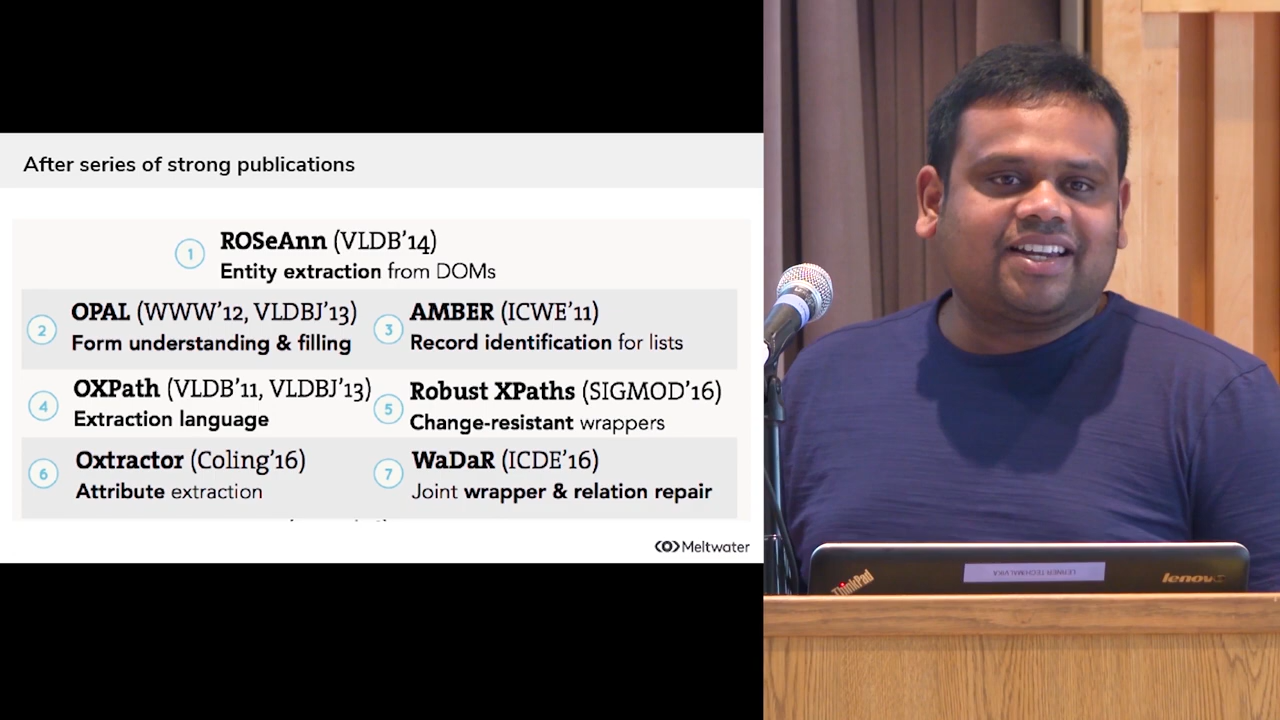 After series of strong publications
1
ROSeAnn (VLDB'14)
Entity extraction from DOMs
2
OPAL (WWW'12, VLDBJ'13)
Form understanding & filling
3
AMBER (ICWE'11)
Record identification for lists
4
OXPath (VLDB'11, VLDBJ'13)
Extraction language
5
Robust XPaths (SIGMOD'16)
Change-resistant wrappers
6
Oxtractor (Coling'16)
Attribute extraction
7
WaDaR (ICDE'16)
Joint wrapper & relation repair
Meltwater
ThinkPad
lenovo